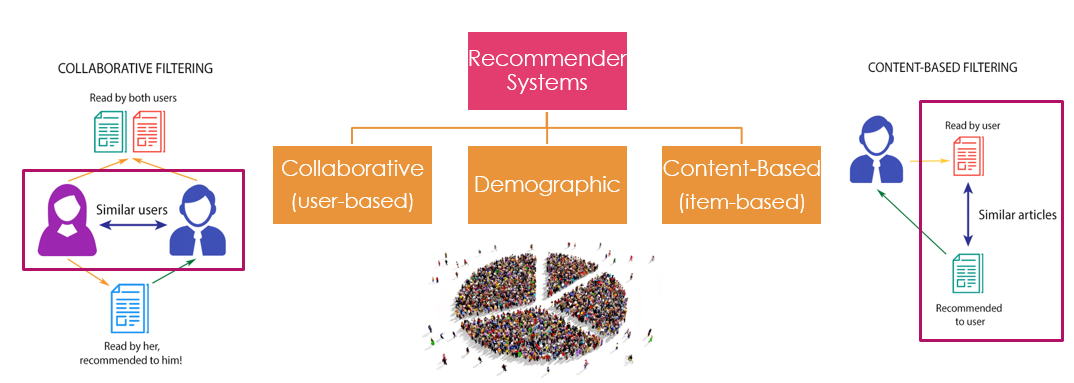 Recommender
Systems
COLLABORATIVE FILTERING
Read by both users
Similar users
Read by her,
recommended to him!
Collaborative
(user-based)
Demographic
Content-Based
(item-based)
CONTENT-BASED FILTERING
Read by user
Similar articles
Recommended
to user